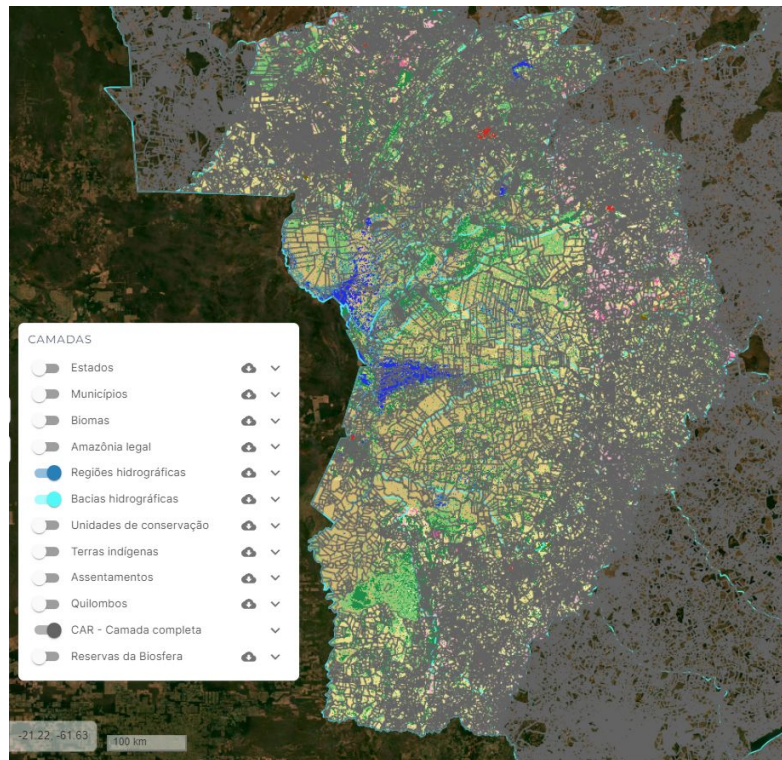 CAMADAS
Estados
Municípios
Biomas
Amazônia legal
Regiões hidrográficas
Bacias hidrográficas
Unidades de conservação
Terras indígenas
Assentamentos
Quilombos
CAR - Camada completa
Reservas da Biosfera
-21.22, -61.63
100 km